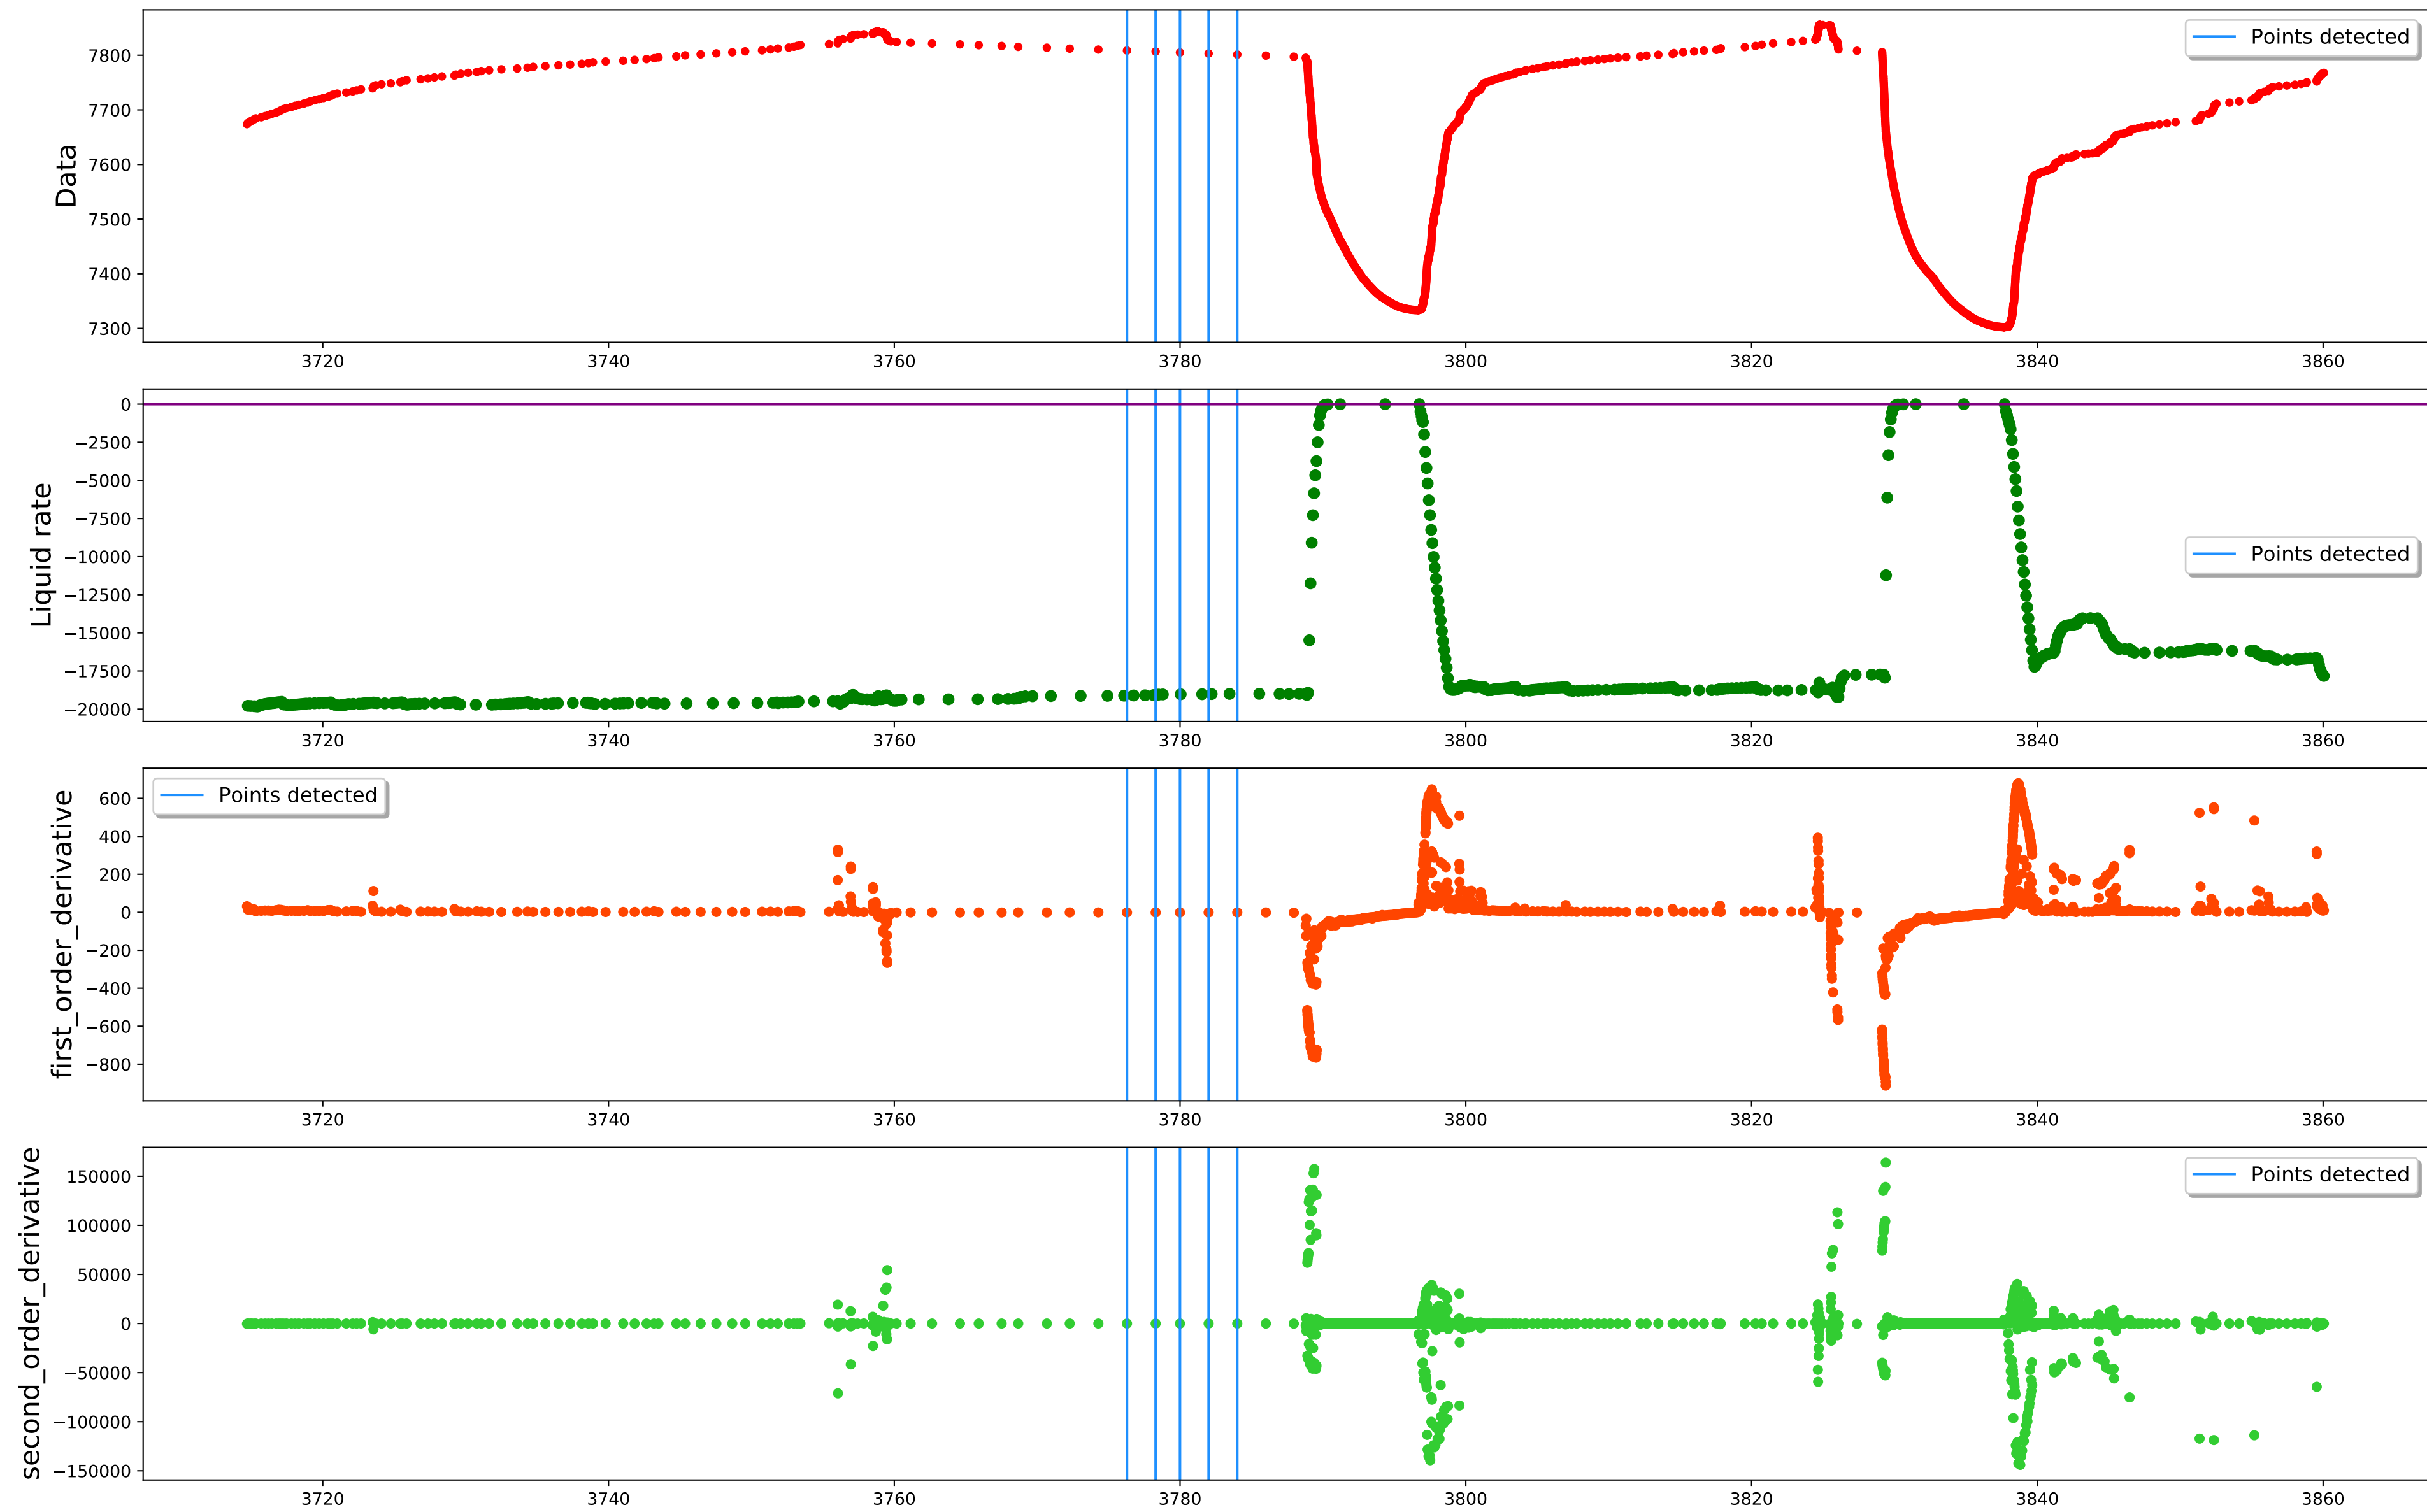 Data
7800
7700
7600
7500
7400
7300
Points detected
3720 3740 3760 3780 3800 3820 3840 3860
Liquid rate
0
−2500
−5000
−7500
−10000
−12500
−15000
−17500
−20000
Points detected
3720 3740 3760 3780 3800 3820 3840 3860
first_order_derivative
600
400
200
0
−200
−400
−600
−800
Points detected
3720 3740 3760 3780 3800 3820 3840 3860
second_order_derivative
150000
100000
50000
0
−50000
−100000
−150000
Points detected
3720 3740 3760 3780 3800 3820 3840 3860